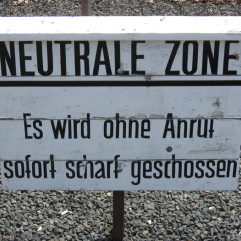 NEUTRALE ZONE
Es wird ohne Anruf
sofort scharf geschossen